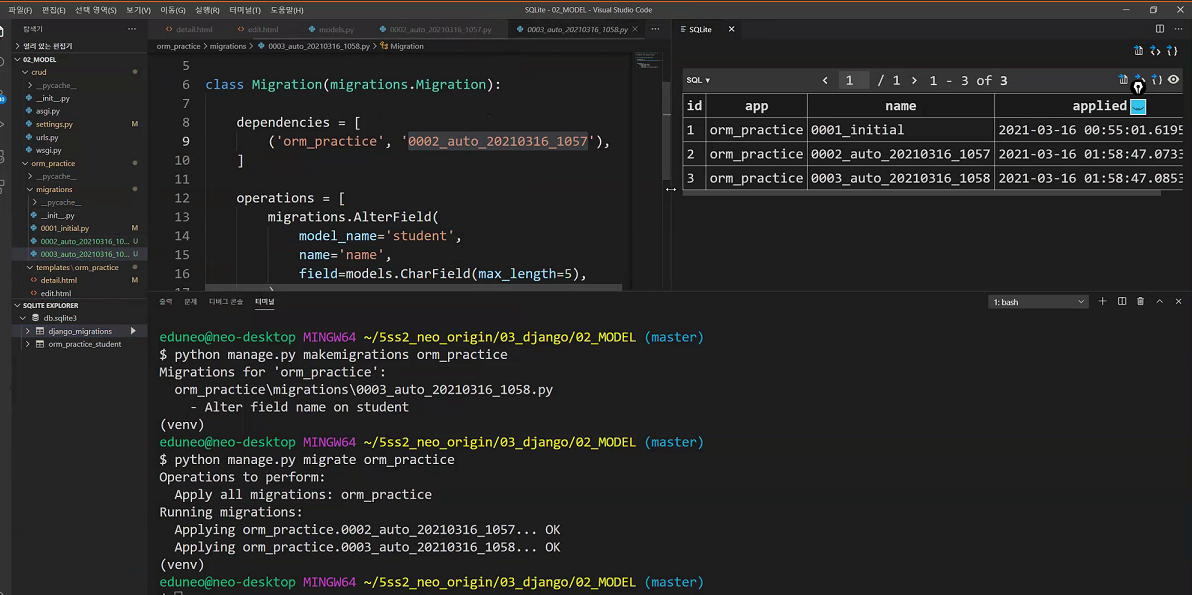 파일(F) 편집(E) 선택 영역(S) 보기(V) 이동(G) 실행(R) 터미널(T) 도움말(H)
SQLite - 02_MODEL - Visual Studio Code
탐색기
열려 있는 편집기
02_MODEL
crud
__pycache__
__init__.py
asgi.py
settings.py M
urls.py
wsgi.py
orm_practice
__pycache__
migrations
__pycache__
__init__.py
0001_initial.py
0002_auto_20210316_10... U
0003_auto_20210316_10... U
templates\orm_practice
detail.html M
edit.html
SQLITE EXPLORER
db.sqlite3
django_migrations
orm_practice_student
detail.html edit.html models.py 0002_auto_20210316_1057.py 0003_auto_20210316_1058.py
orm_practice > migrations > 0003_auto_20210316_1058.py > Migration
5
6 class Migration(migrations.Migration):
7
8 dependencies = [
9 ('orm_practice', '0002_auto_20210316_1057'),
10 ]
11
12 operations = [
13 migrations.AlterField(
14 model_name='student',
15 name='name',
16 field=models.CharField(max_length=5),
17 )
SQLite
SQL < 1 / 1 > 1 - 3 of 3
id app name applied
1 orm_practice 0001_initial 2021-03-16 00:55:01.6195
2 orm_practice 0002_auto_20210316_1057 2021-03-16 01:58:47.0733
3 orm_practice 0003_auto_20210316_1058 2021-03-16 01:58:47.0853
출력 문제 디버그 콘솔 터미널
1: bash
eduneo@neo-desktop MINGW64 ~/5ss2_neo_origin/03_django/02_MODEL (master)
$ python manage.py makemigrations orm_practice
Migrations for 'orm_practice':
orm_practice\migrations\0003_auto_20210316_1058.py
- Alter field name on student
(venv)
eduneo@neo-desktop MINGW64 ~/5ss2_neo_origin/03_django/02_MODEL (master)
$ python manage.py migrate orm_practice
Operations to perform:
Apply all migrations: orm_practice
Running migrations:
Applying orm_practice.0002_auto_20210316_1057... OK
Applying orm_practice.0003_auto_20210316_1058... OK
(venv)
eduneo@neo-desktop MINGW64 ~/5ss2_neo_origin/03_django/02_MODEL (master)